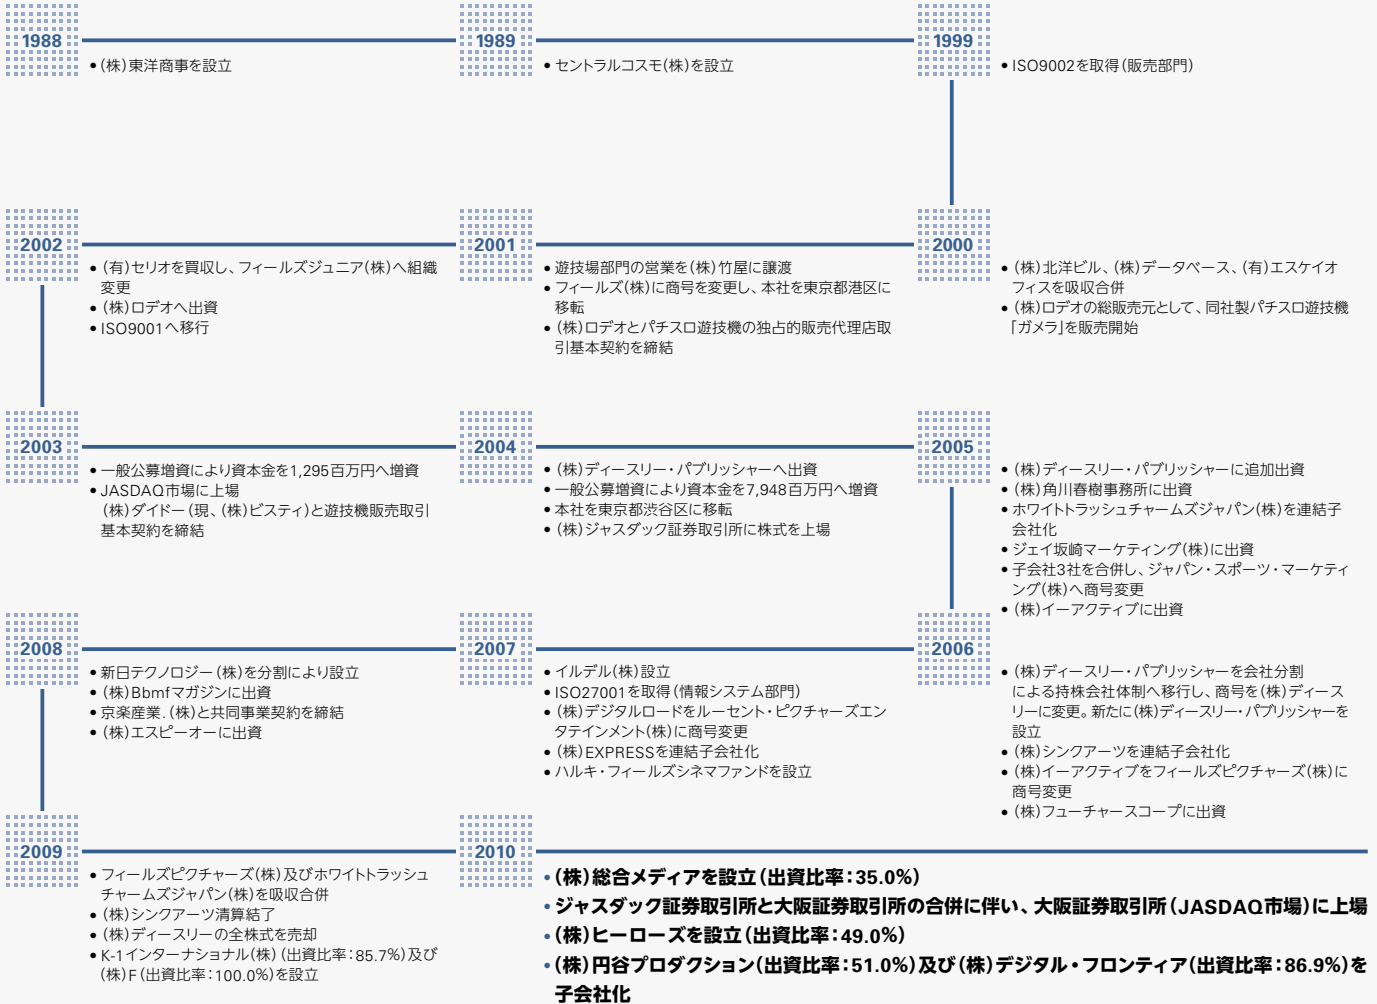 1988
• (株)東洋商事を設立
1989
• セントラルコスモ(株)を設立
1999
• ISO9002を取得(販売部門)
2000
• (株)北洋ビル、(株)データベース、(有)エスケイオ
フィスを吸収合併
• (株)ロデオの総販売元として、同社製パチスロ遊技機
「ガメラ」を販売開始
2001
• 遊技場部門の営業を(株)竹屋に譲渡
• フィールズ(株)に商号を変更し、本社を東京都港区に
移転
• (株)ロデオとパチスロ遊技機の独占的販売代理店取
引基本契約を締結
2002
• (有)セリオを買収し、フィールズジュニア(株)へ組織
変更
• (株)ロデオへ出資
• ISO9001へ移行
2003
• 一般公募増資により資本金を1,295百万円へ増資
• JASDAQ市場に上場
(株)ダイドー(現、(株)ビスティ)と遊技機販売取引
基本契約を締結
2004
• (株)ディースリー・パブリッシャーへ出資
• 一般公募増資により資本金を7,948百万円へ増資
• 本社を東京都渋谷区に移転
• (株)ジャスダック証券取引所に株式を上場
2005
• (株)ディースリー・パブリッシャーに追加出資
• (株)角川春樹事務所に出資
• ホワイトトラッシュチャームズジャパン(株)を連結子
会社化
• ジェイ坂崎マーケティング(株)に出資
• 子会社3社を合併し、ジャパン・スポーツ・マーケティ
ング(株)へ商号変更
• (株)イーアクティブに出資
2006
• (株)ディースリー・パブリッシャーを会社分割
による持株会社体制へ移行し、商号を(株)ディース
リーに変更。新たに(株)ディースリー・パブリッシャーを
設立
• (株)シンクアーツを連結子会社化
• (株)イーアクティブをフィールズピクチャーズ(株)に
商号変更
• (株)フューチャースコープに出資
2007
• イルデル(株)設立
• ISO27001を取得(情報システム部門)
• (株)デジタルロードをルーセント・ピクチャーズエン
タテインメント(株)に商号変更
• (株)EXPRESSを連結子会社化
• ハルキ・フィールズシネマファンドを設立
2008
• 新日テクノロジー(株)を分割により設立
• (株)Bbmfマガジンに出資
• 京楽産業.(株)と共同事業契約を締結
• (株)エスピーオーに出資
2009
• フィールズピクチャーズ(株)及びホワイトトラッシュ
チャームズジャパン(株)を吸収合併
• (株)シンクアーツ清算結了
• (株)ディースリーの全株式を売却
• K-1インターナショナル(株)(出資比率:85.7%)及び
(株)F(出資比率:100.0%)を設立
2010
• (株)総合メディアを設立(出資比率:35.0%)
• ジャスダック証券取引所と大阪証券取引所の合併に伴い、大阪証券取引所(JASDAQ市場)に上場
• (株)ヒーローズを設立(出資比率:49.0%)
• (株)円谷プロダクション(出資比率:51.0%)及び(株)デジタル・フロンティア(出資比率:86.9%)を
子会社化